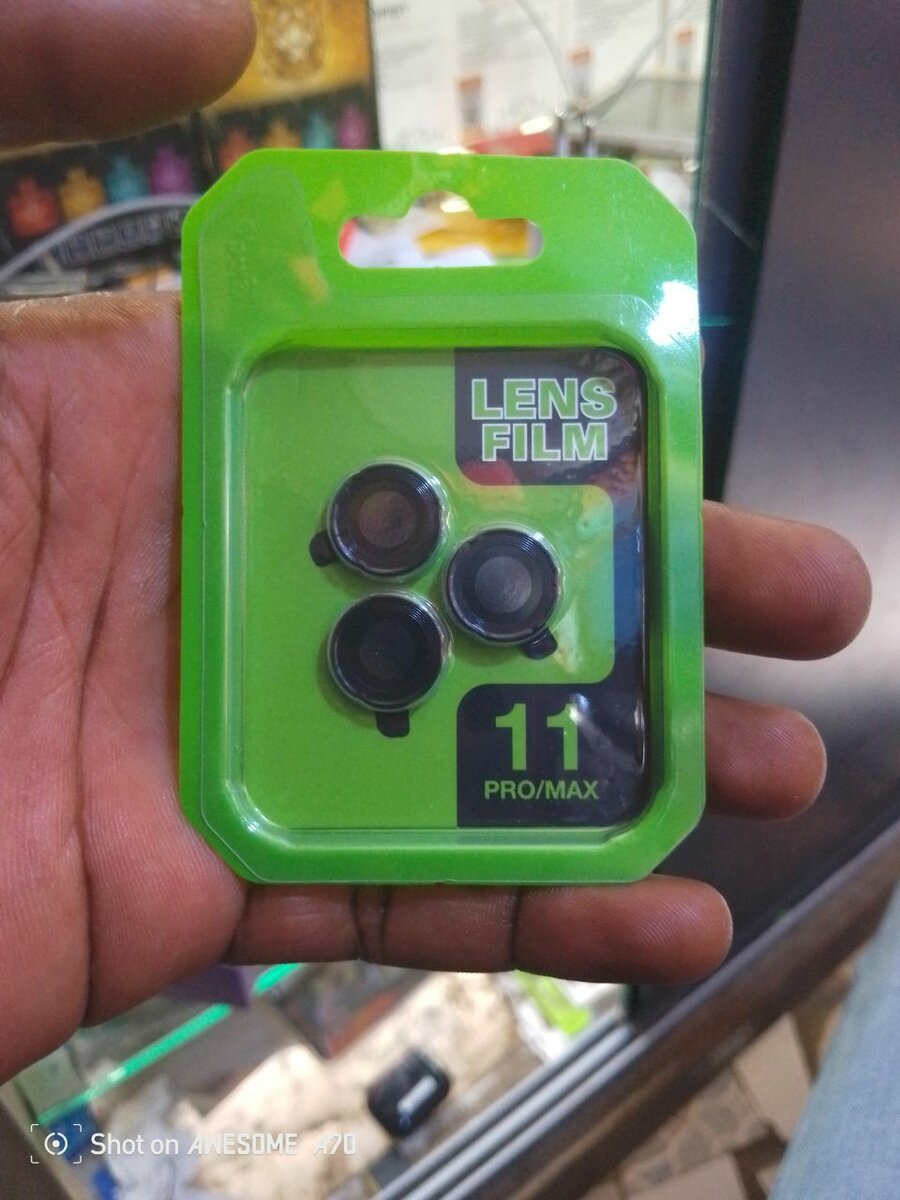 LENS
FILM
11
PRO/MAX
Shot on AWESOME A70